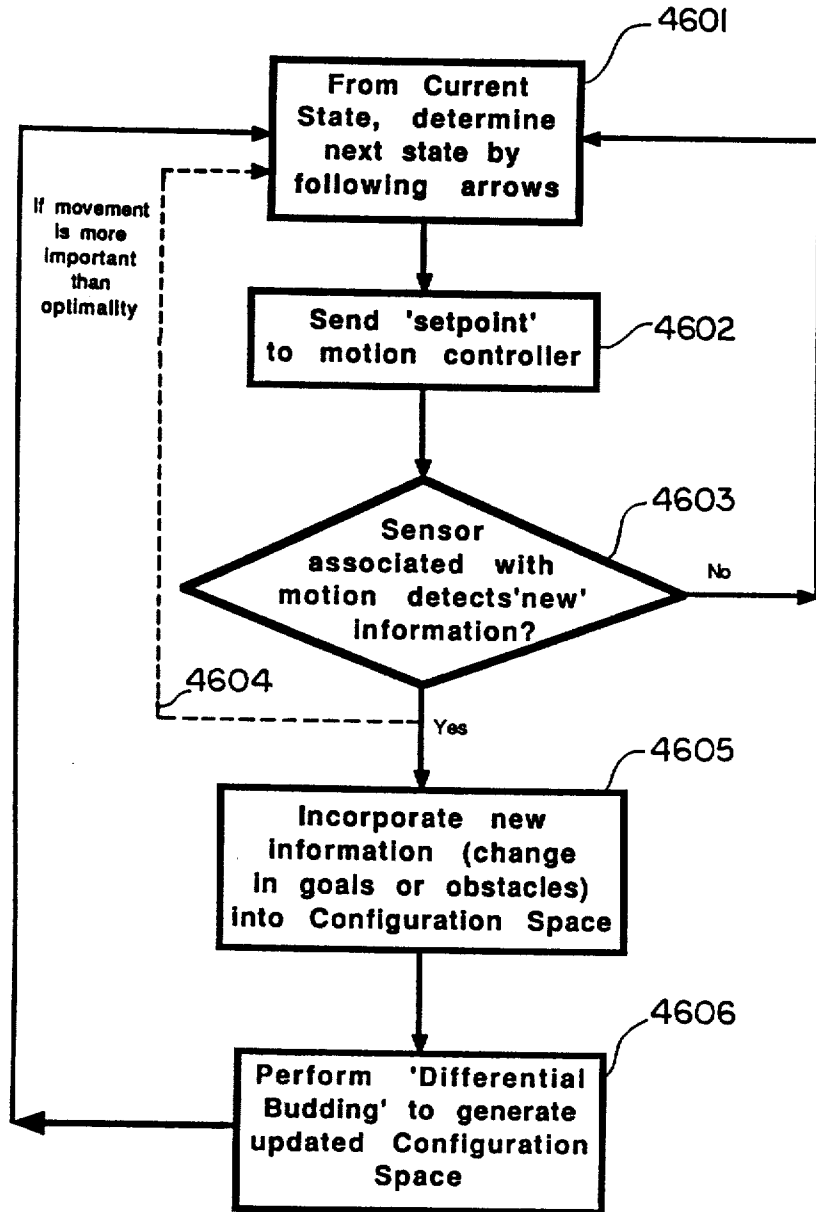 4601
From Current
State, determine
next state by
following arrows
If movement
is more
important
than
optimality
Send 'setpoint'
to motion controller
4602
4603
Sensor
associated with
motion detects'new'
information?
No
4604
Yes
4605
Incorporate new
information (change
in goals or obstacles)
into Configuration Space
4606
Perform 'Differential
Budding' to generate
updated Configuration
Space